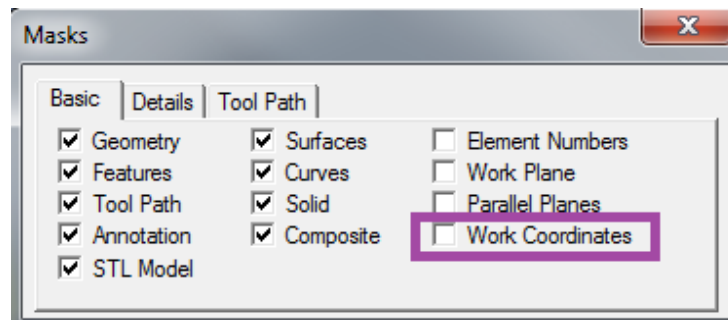 Masks
Basic Details Tool Path
Geometry Surfaces Element Numbers
Features Curves Work Plane
Tool Path Solid Parallel Planes
Annotation Composite Work Coordinates
STL Model